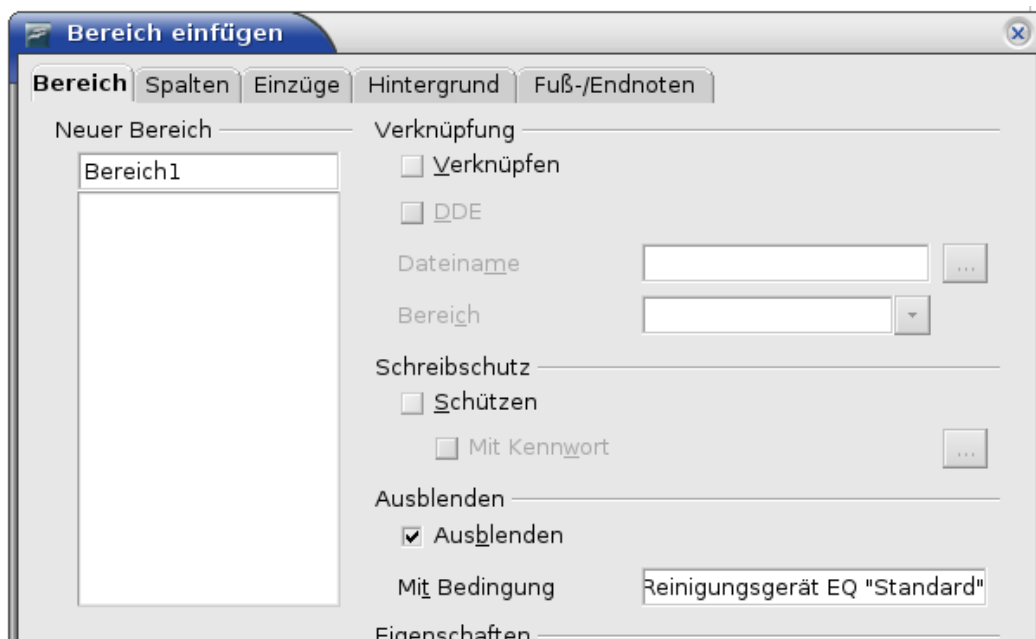 Bereich einfügen
Bereich Spalten Einzüge Hintergrund Fuß-/Endnoten
Neuer Bereich
Bereich1
Verknüpfung
Verknüpfen
DDE
Dateiname
...
Bereich
Schreibschutz
Schützen
Mit Kennwort
...
Ausblenden
Ausblenden
Mit Bedingung
Reinigungsgerät EQ "Standard"
Eigenschaften